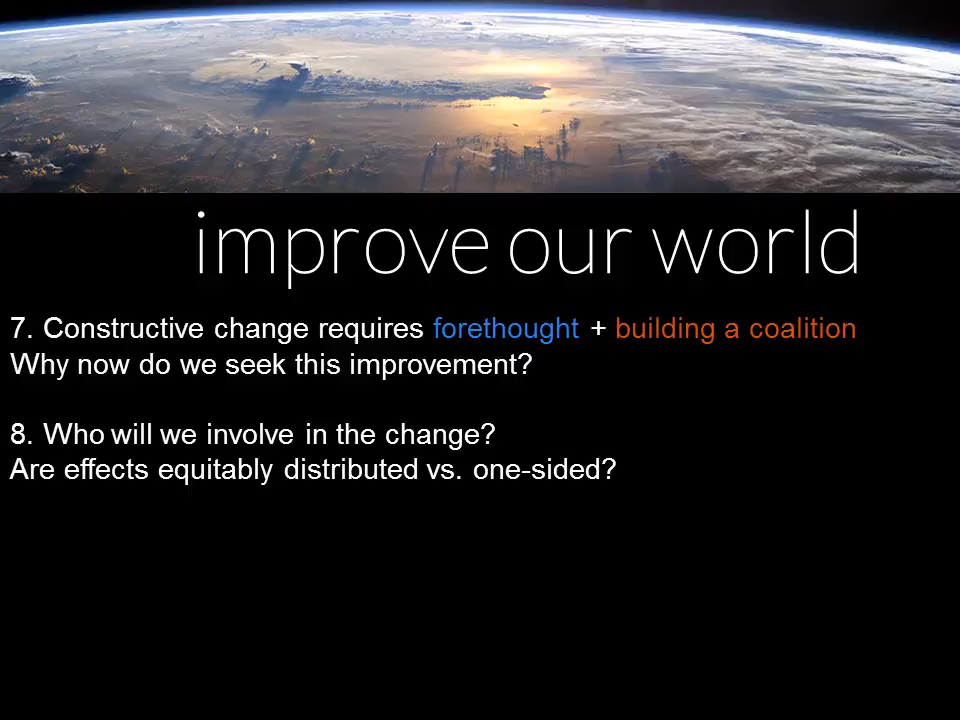 improve our world
7. Constructive change requires forethought + building a coalition
Why now do we seek this improvement?
8. Who will we involve in the change?
Are effects equitably distributed vs. one-sided?